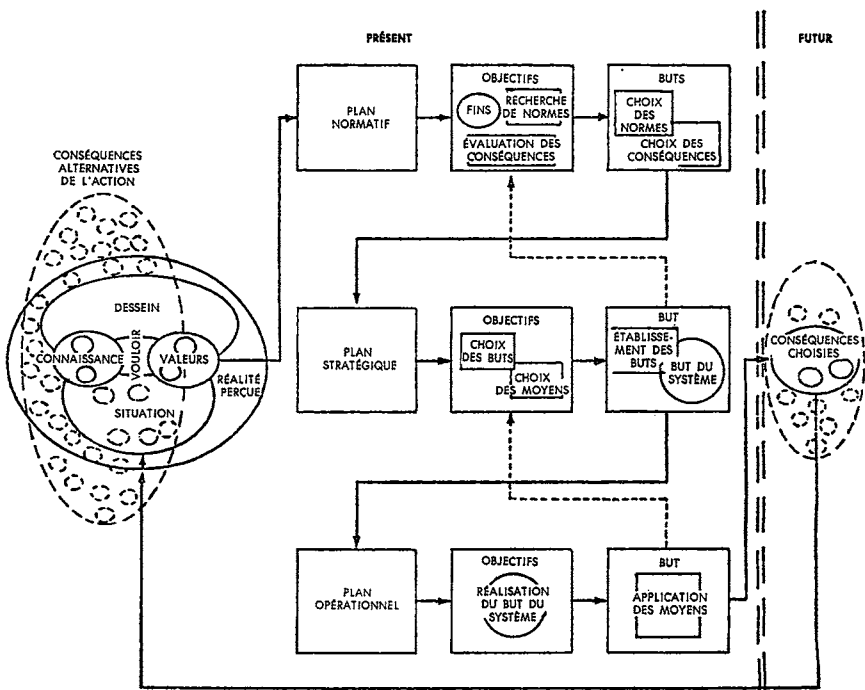 PRÉSENT
FUTUR
CONSÉQUENCES
ALTERNATIVES
DE L'ACTION
DESSEIN
CONNAISSANCE
VOULOIR
VALEURS
RÉALITÉ
PERÇUE
SITUATION
PLAN
NORMATIF
OBJECTIFS
FINS
RECHERCHE
DE NORMES
ÉVALUATION DES
CONSÉQUENCES
BUTS
CHOIX
DES
NORMES
CHOIX DES
CONSÉQUENCES
PLAN
STRATÉGIQUE
OBJECTIFS
CHOIX
DES BUTS
CHOIX
DES MOYENS
BUT
ÉTABLISSE-
MENT DES
BUTS
BUT DU
SYSTÈME
CONSÉQUENCES
CHOISIES
PLAN
OPÉRATIONNEL
OBJECTIFS
RÉALISATION
DU BUT DU
SYSTÈME
BUT
APPLICATION
DES MOYENS